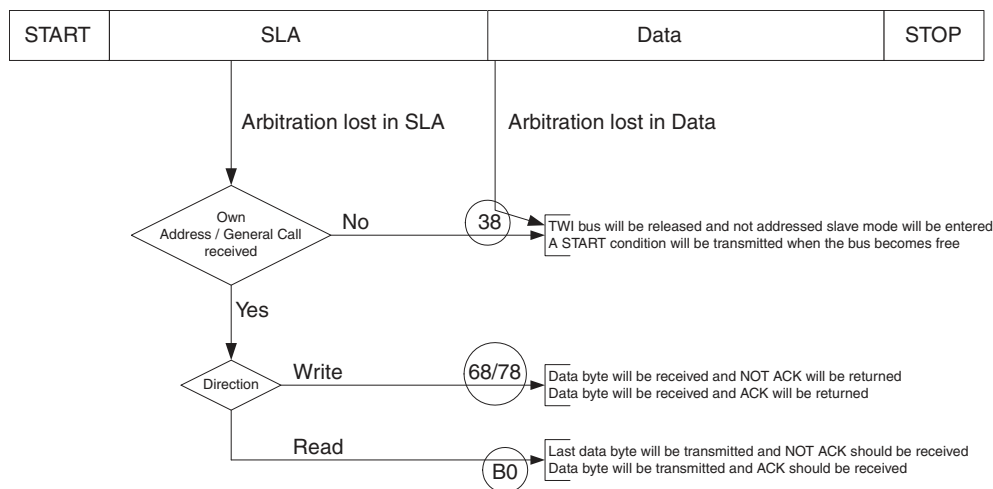 START SLA Data STOP
Arbitration lost in SLA
Arbitration lost in Data
Own
Address / General Call
received
No
38
TWI bus will be released and not addressed slave mode will be entered
A START condition will be transmitted when the bus becomes free
Yes
Direction
Write
68/78
Data byte will be received and NOT ACK will be returned
Data byte will be received and ACK will be returned
Read
B0
Last data byte will be transmitted and NOT ACK should be received
Data byte will be transmitted and ACK should be received